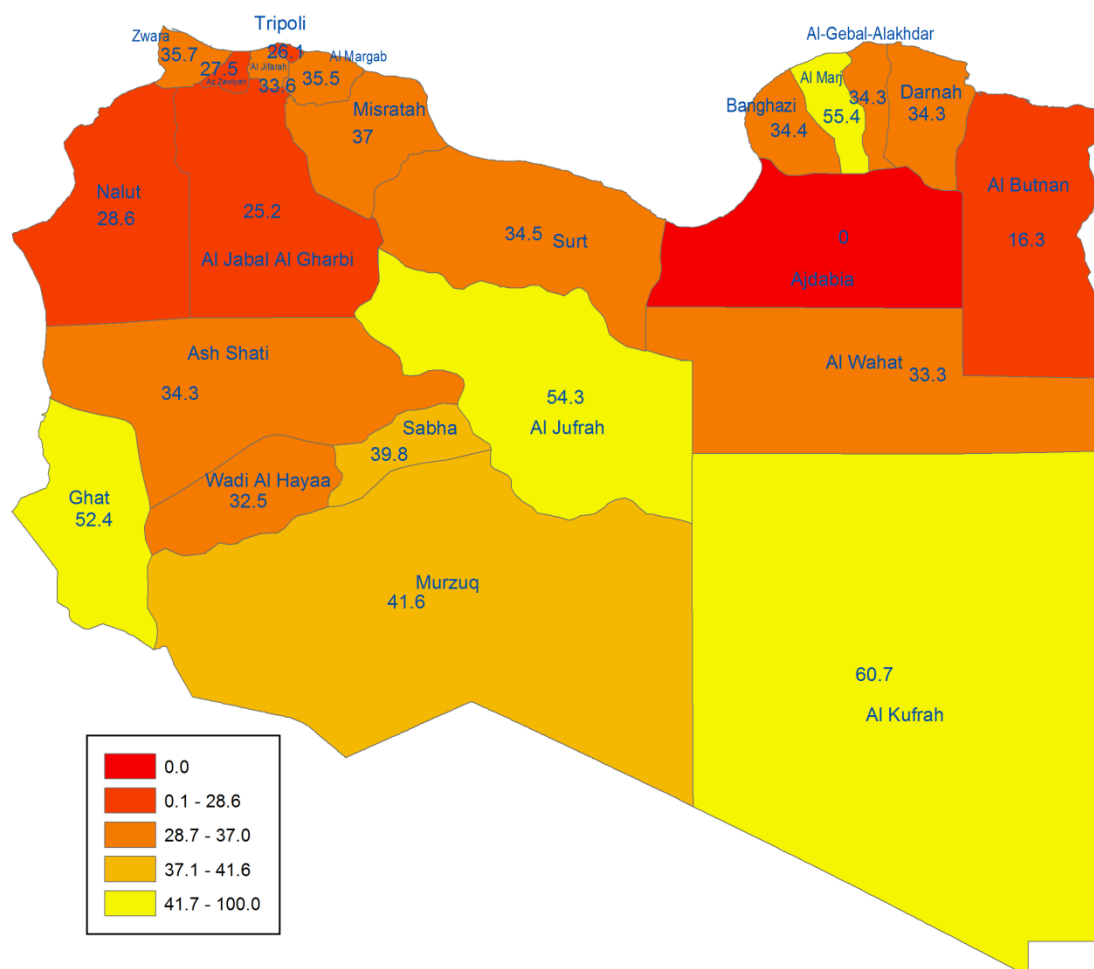 Tripoli
Zwara
35.7
26.1
Al Margab
27.5
Al Jifarah
Az Zawiyah
33.6
35.5
Misratah
37
Al-Gebal-Alakhdar
Al Marj
55.4
34.3
Darnah
34.3
Banghazi
34.4
Nalut
28.6
25.2
Al Jabal Al Gharbi
34.5
Surt
0
Ajdabia
Al Butnan
16.3
Ash Shati
34.3
Al Wahat
33.3
54.3
Al Jufrah
Sabha
39.8
Wadi Al Hayaa
32.5
Ghat
52.4
Murzuq
41.6
60.7
Al Kufrah
0.0
0.1 - 28.6
28.7 - 37.0
37.1 - 41.6
41.7 - 100.0